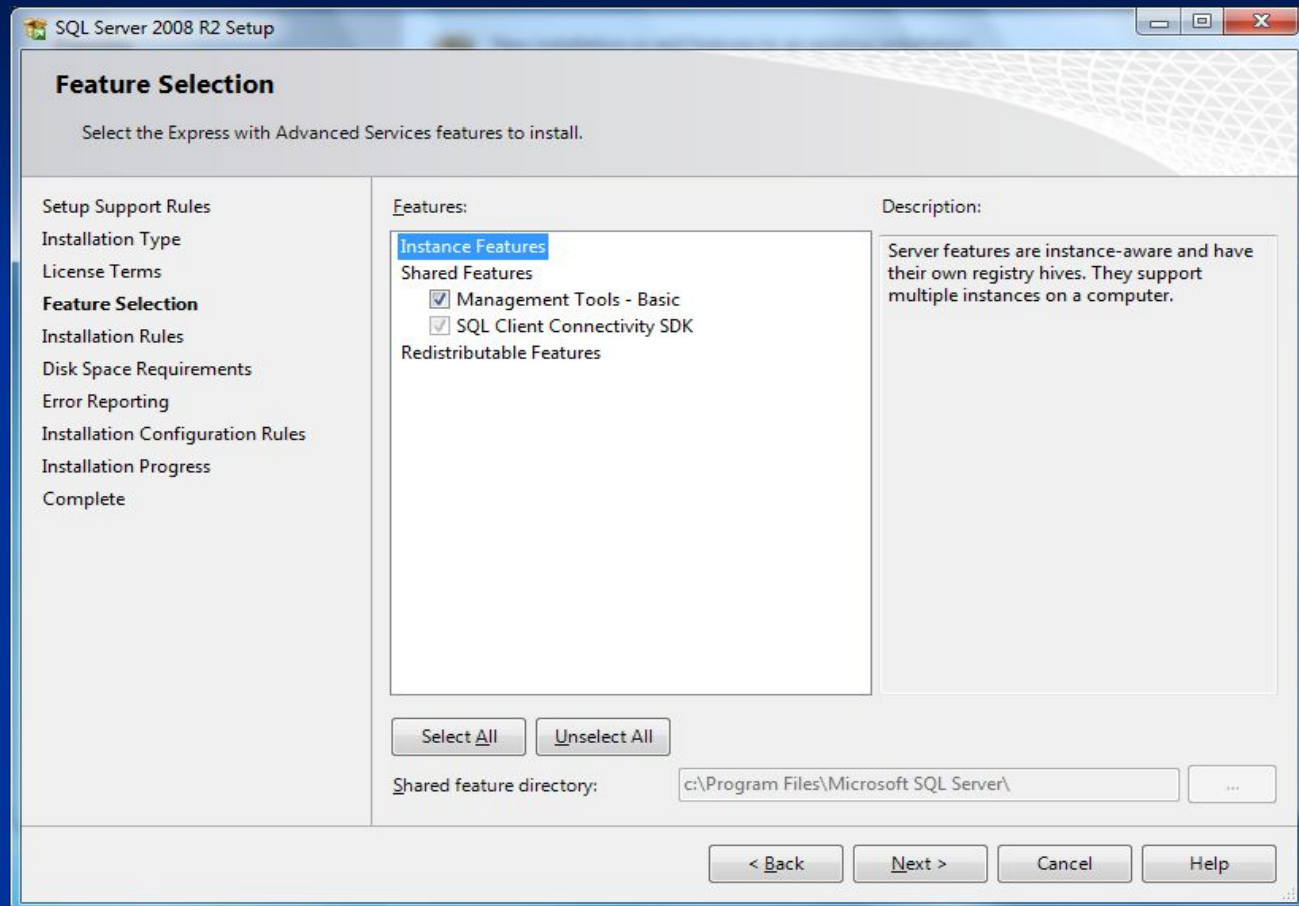 SQL Server 2008 R2 Setup
Feature Selection
Select the Express with Advanced Services features to install.
Setup Support Rules
Installation Type
License Terms
Feature Selection
Installation Rules
Disk Space Requirements
Error Reporting
Installation Configuration Rules
Installation Progress
Complete
Features:
Instance Features
Shared Features
Management Tools - Basic
SQL Client Connectivity SDK
Redistributable Features
Description:
Server features are instance-aware and have
their own registry hives. They support
multiple instances on a computer.
Select All
Unselect All
Shared feature directory:
c:\Program Files\Microsoft SQL Server\
...
< Back
Next >
Cancel
Help